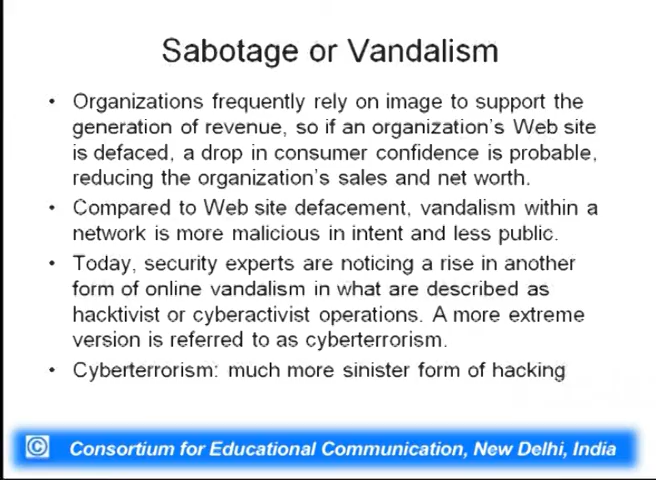 Sabotage or Vandalism
• Organizations frequently rely on image to support the
generation of revenue, so if an organization's Web site
is defaced, a drop in consumer confidence is probable,
reducing the organization's sales and net worth.
• Compared to Web site defacement, vandalism within a
network is more malicious in intent and less public.
• Today, security experts are noticing a rise in another
form of online vandalism in what are described as
hacktivist or cyberactivist operations. A more extreme
version is referred to as cyberterrorism.
• Cyberterrorism: much more sinister form of hacking
© Consortium for Educational Communication, New Delhi, India